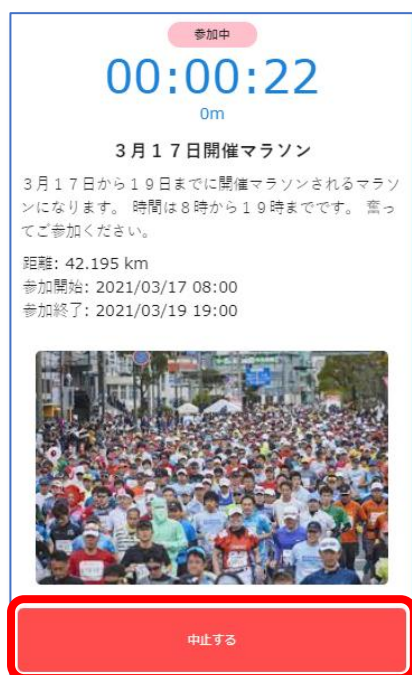 参加中
00:00:22
0m
3月17日開催マラソン
3月17日から19日までに開催マラソンされるマラソ
ンになります。 時間は8時から19時までです。 奮っ
てご参加ください。
距離: 42.195 km
参加開始: 2021/03/17 08:00
参加終了: 2021/03/19 19:00
中止する